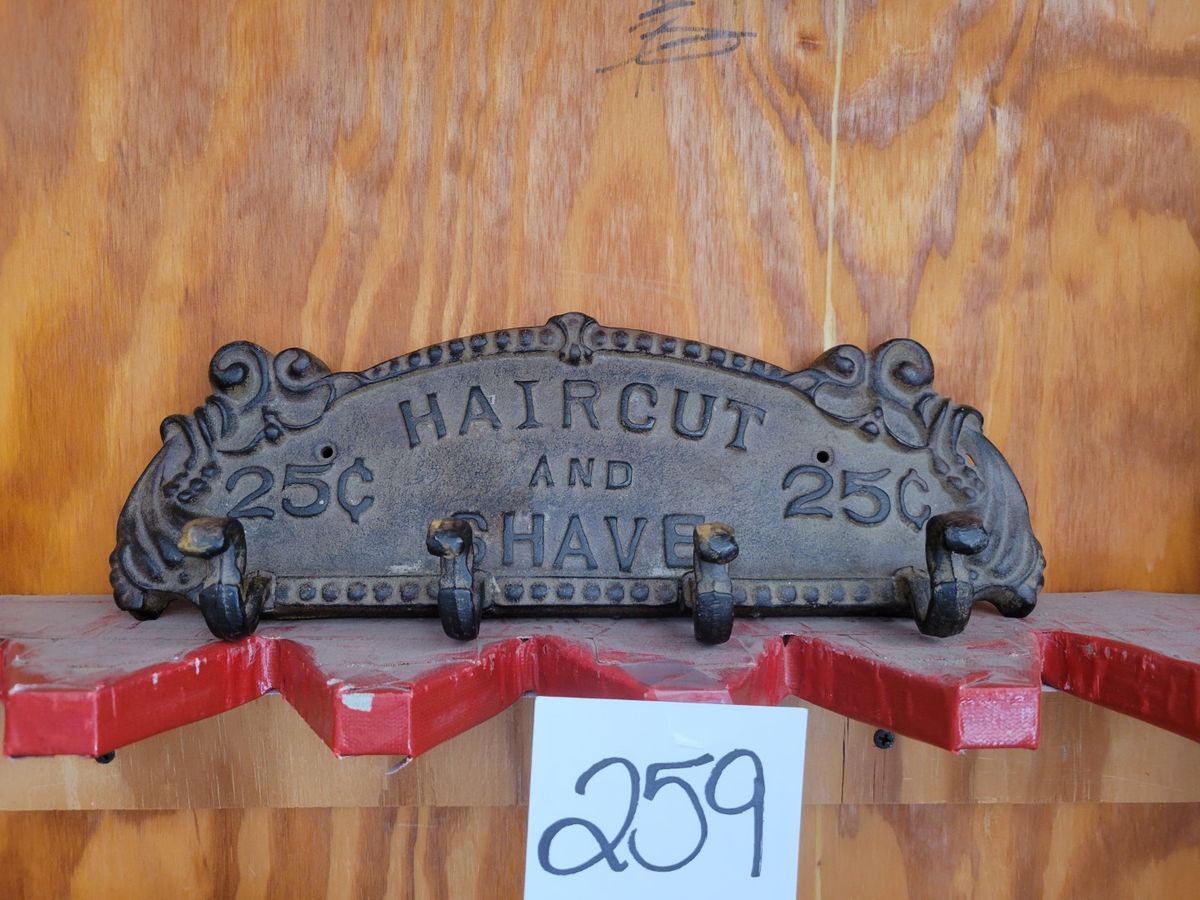 HAIRCUT
AND
25¢ 25¢
SHAVE
259